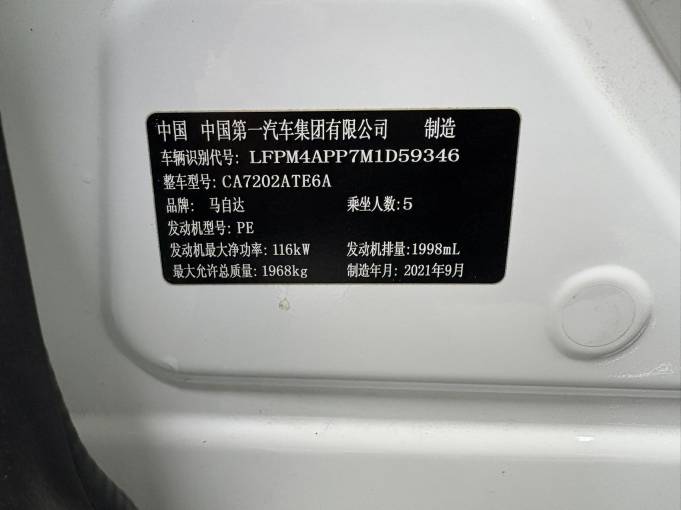 中国 中国第一汽车集团有限公司 制造
车辆识别代号: LFPM4APP7M1D59346
整车型号: CA7202ATE6A
品牌: 马自达 乘坐人数: 5
发动机型号: PE
发动机最大净功率: 116kW 发动机排量: 1998mL
最大允许总质量: 1968kg 制造年月: 2021年9月